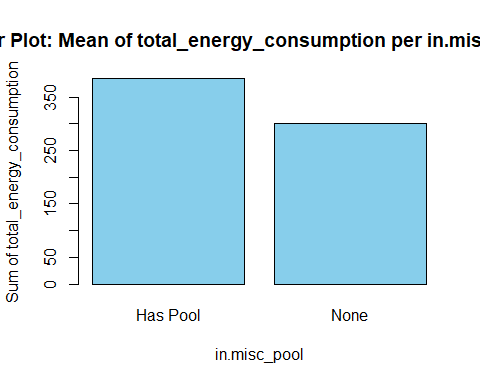 r Plot: Mean of total_energy_consumption per in.mis
Sum of total_energy_consumption
350
250
150
50
0
Has Pool
None
in.misc_pool